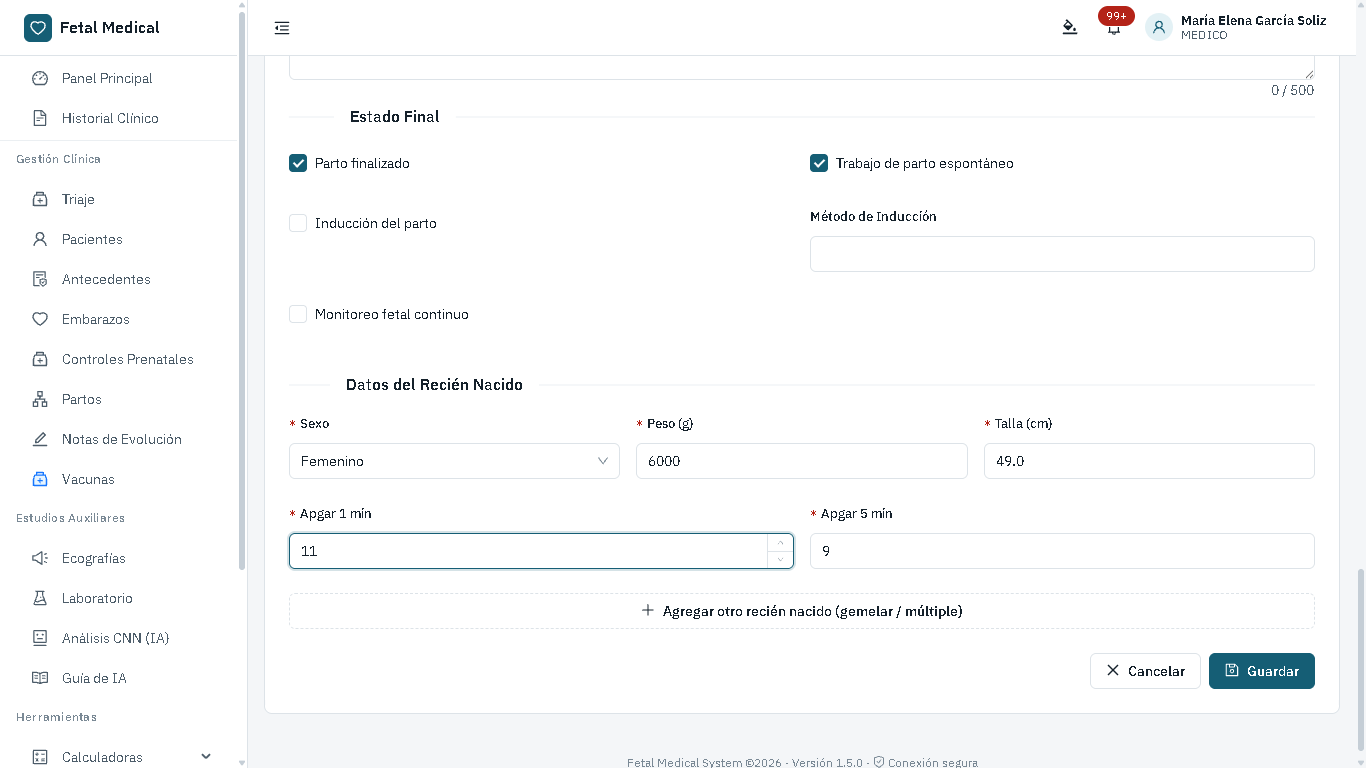 Fetal Medical
Panel Principal
Historial Clínico
Gestión Clínica
Triaje
Pacientes
Antecedentes
Embarazos
Controles Prenatales
Partos
Notas de Evolución
Vacunas
Estudios Auxiliares
Ecografías
Laboratorio
Análisis CNN (IA)
Guía de IA
Herramientas
Calculadoras
99+
María Elena García Soliz
MEDICO
0 / 500
Estado Final
Parto finalizado
Trabajo de parto espontáneo
Inducción del parto
Método de Inducción
Monitoreo fetal continuo
Datos del Recién Nacido
* Sexo
* Peso (g)
* Talla (cm)
Femenino
6000
49.0
* Apgar 1 min
* Apgar 5 min
11
9
+ Agregar otro recién nacido (gemelar / múltiple)
Cancelar
Guardar
Fetal Medical System ©2026 - Versión 1.5.0 - Conexión segura